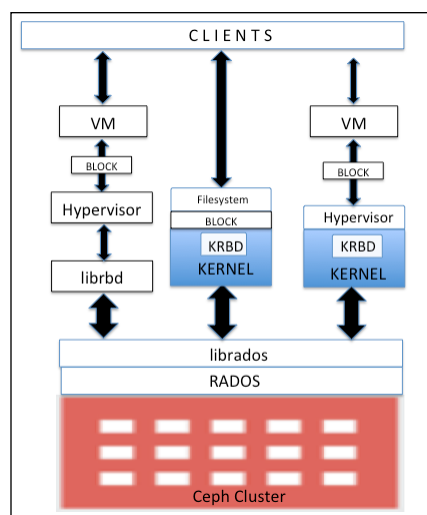 CLIENTS
VM
BLOCK
Hypervisor
librbd
Filesystem
BLOCK
KRBD
KERNEL
VM
BLOCK
Hypervisor
KRBD
KERNEL
librados
RADOS
Ceph Cluster